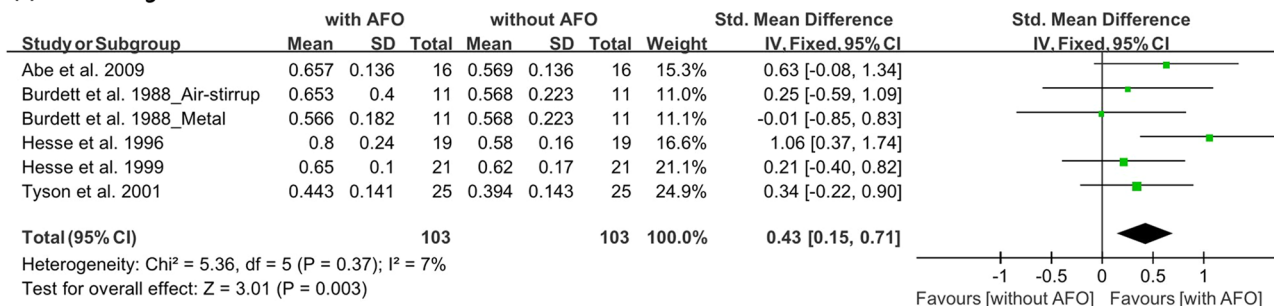 with AFO without AFO Std. Mean Difference Std. Mean Difference
Study or Subgroup Mean SD Total Mean SD Total Weight IV, Fixed, 95% CI IV, Fixed, 95% CI
Abe et al. 2009 0.657 0.136 16 0.569 0.136 16 15.3% 0.63 [-0.08, 1.34]
Burdett et al. 1988_Air-stirrup 0.653 0.4 11 0.568 0.223 11 11.0% 0.25 [-0.59, 1.09]
Burdett et al. 1988_Metal 0.566 0.182 11 0.568 0.223 11 11.1% -0.01 [-0.85, 0.83]
Hesse et al. 1996 0.8 0.24 19 0.58 0.16 19 16.6% 1.06 [0.37, 1.74]
Hesse et al. 1999 0.65 0.1 21 0.62 0.17 21 21.1% 0.21 [-0.40, 0.82]
Tyson et al. 2001 0.443 0.141 25 0.394 0.143 25 24.9% 0.34 [-0.22, 0.90]
Total (95% CI) 103 103 100.0% 0.43 [0.15, 0.71]
Heterogeneity: Chi² = 5.36, df = 5 (P = 0.37); I² = 7%
Test for overall effect: Z = 3.01 (P = 0.003)
-1 -0.5 0 0.5 1
Favours [without AFO] Favours [with AFO]